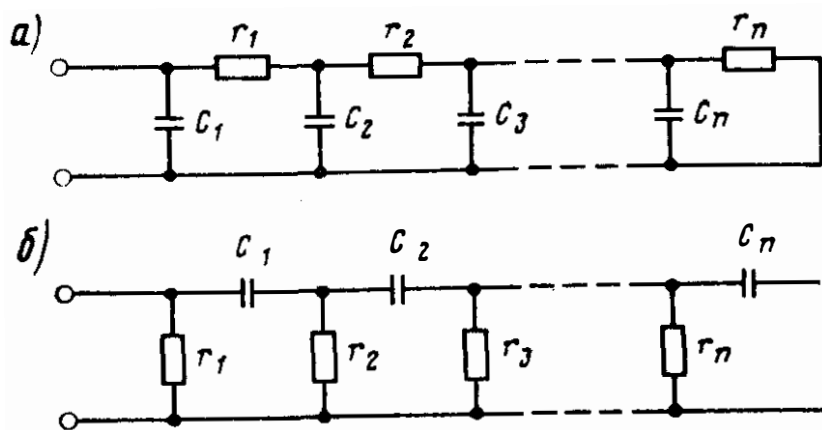 а)
r₁ r₂ rₙ
C₁ C₂ C₃ Cₙ
б)
C₁ C₂ Cₙ
r₁ r₂ r₃ rₙ